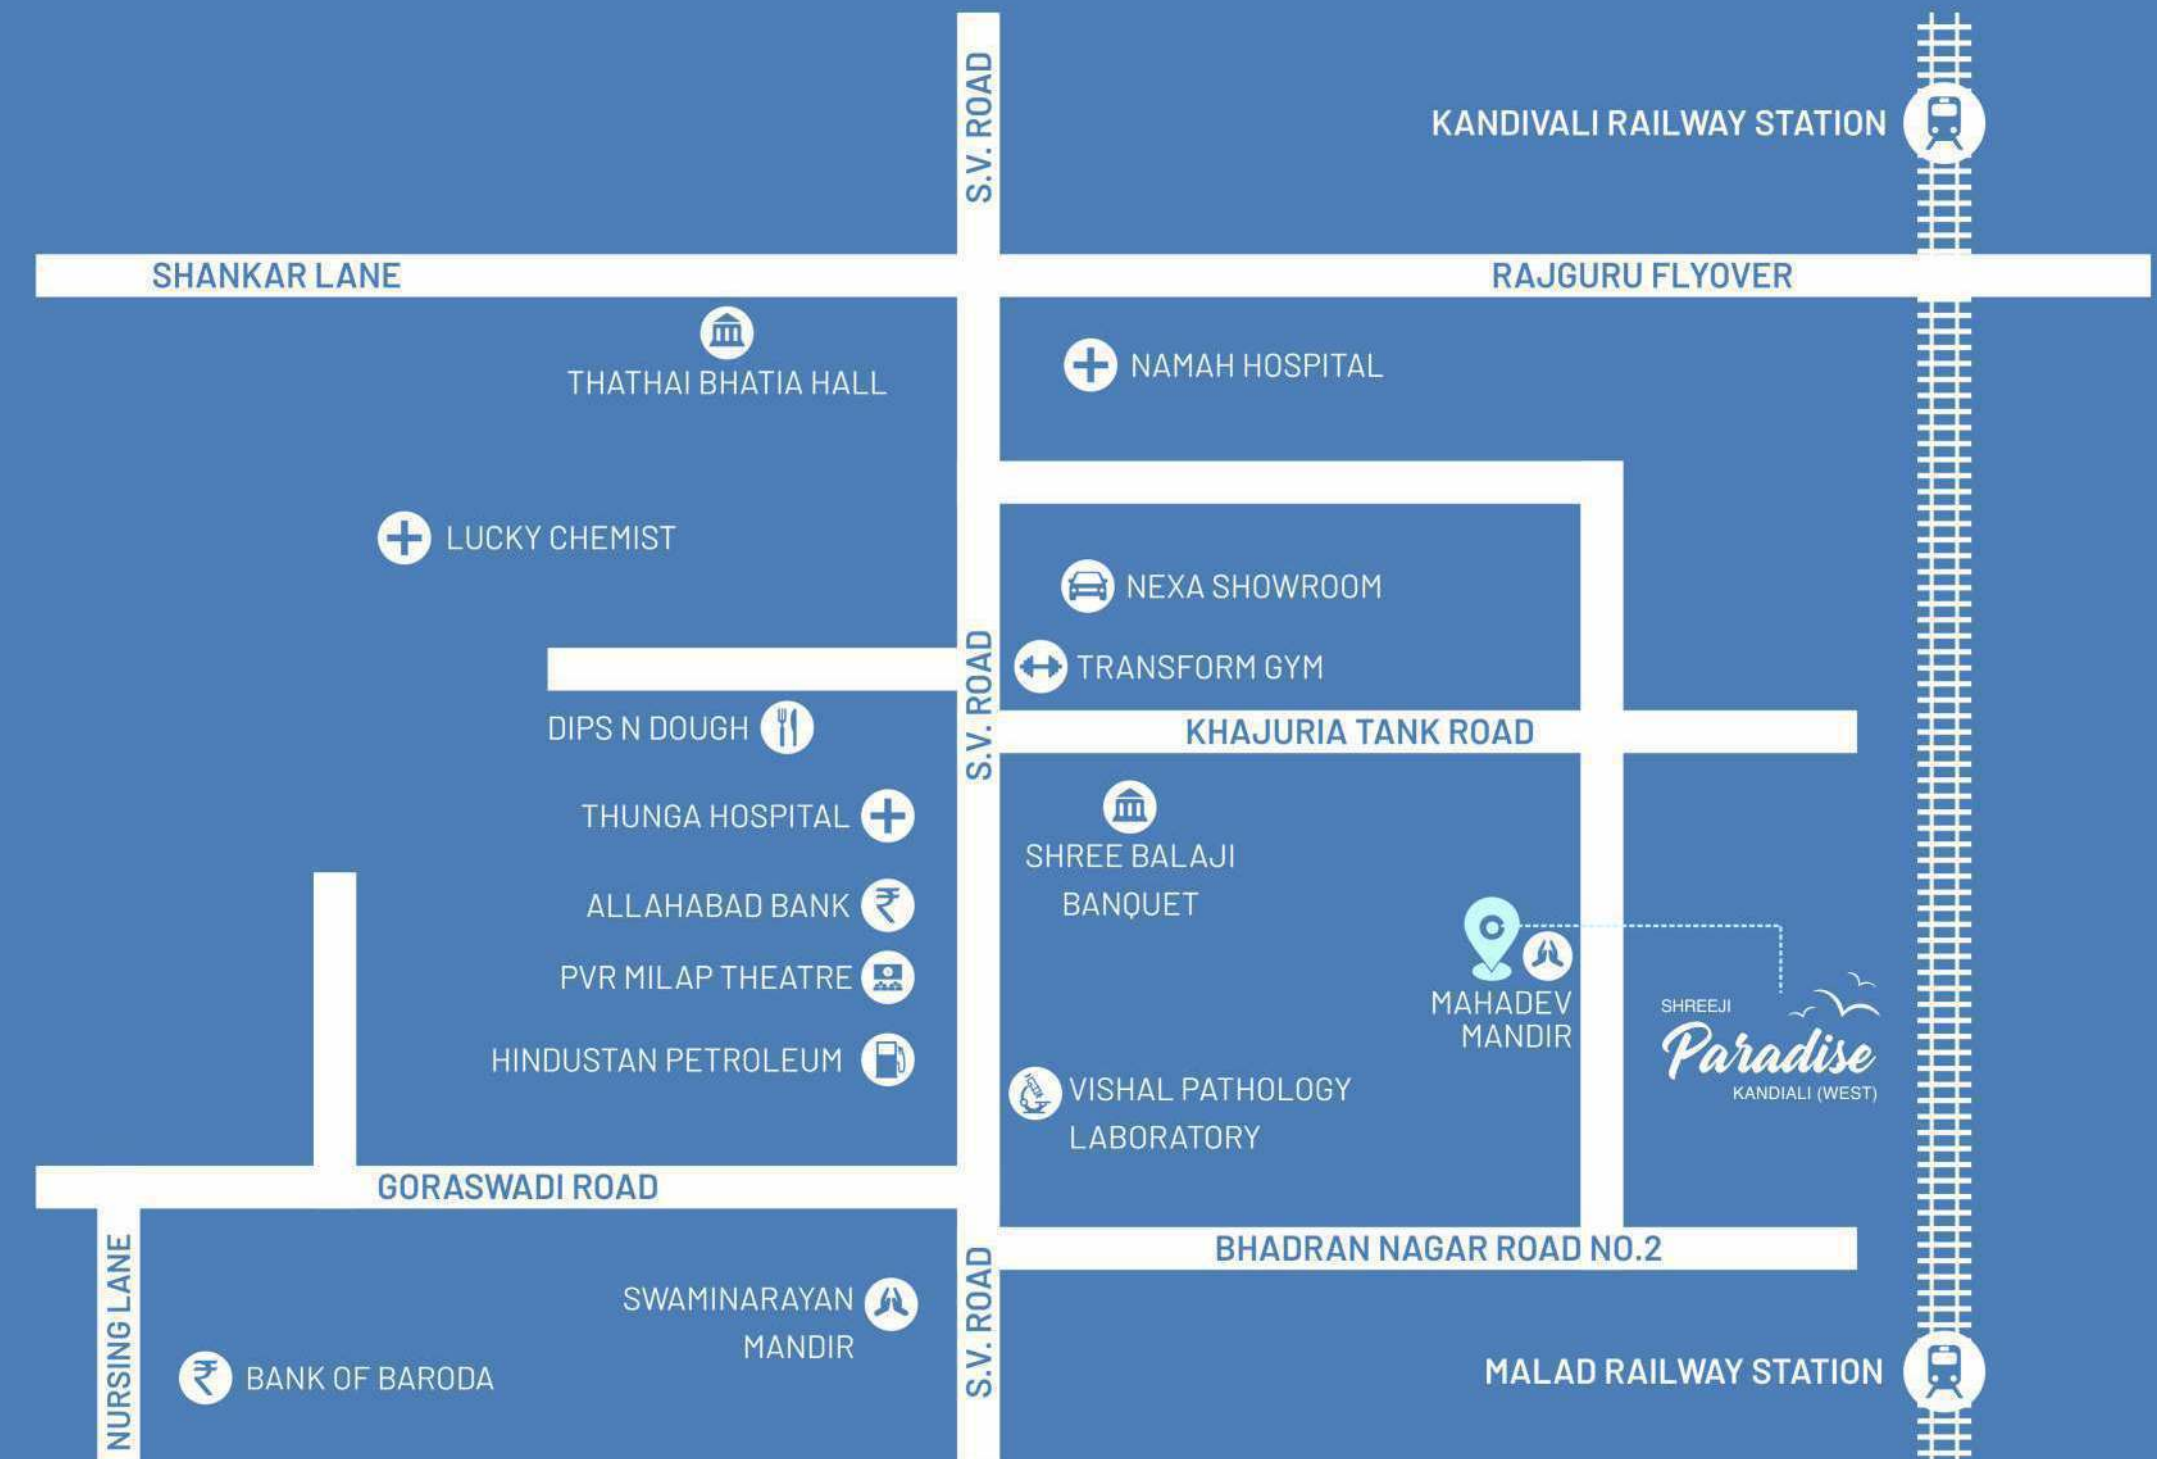 S.V. ROAD
KANDIVALI RAILWAY STATION
SHANKAR LANE
RAJGURU FLYOVER
THATHAI BHATIA HALL
NAMAH HOSPITAL
LUCKY CHEMIST
NEXA SHOWROOM
S.V. ROAD
TRANSFORM GYM
DIPS N DOUGH
KHAJURIA TANK ROAD
THUNGA HOSPITAL
SHREE BALAJI
BANQUET
ALLAHABAD BANK
PVR MILAP THEATRE
MAHADEV
MANDIR
SHREEJI
Paradise
KANDIALI (WEST)
HINDUSTAN PETROLEUM
VISHAL PATHOLOGY
LABORATORY
GORASWADI ROAD
BHADRAN NAGAR ROAD NO.2
NURSING LANE
SWAMINARAYAN
MANDIR
S.V. ROAD
BANK OF BARODA
MALAD RAILWAY STATION